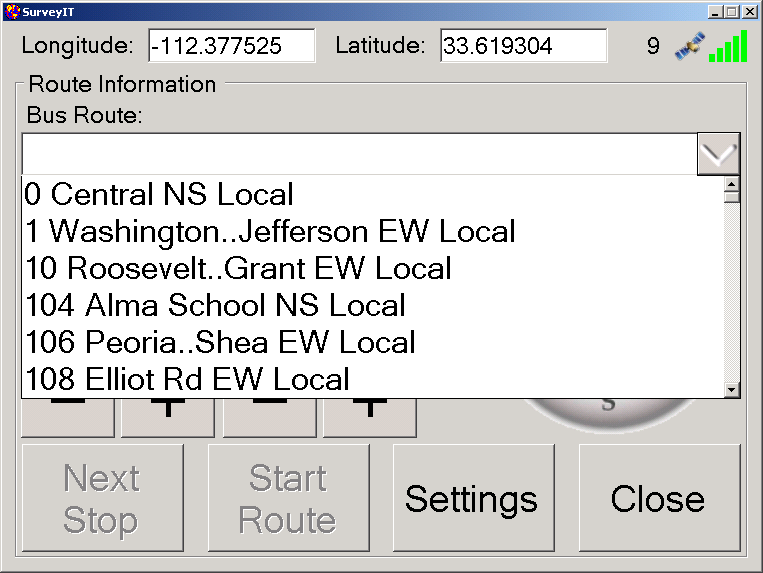 SurveyIT
Longitude: -112.377525 Latitude: 33.619304 9
Route Information
Bus Route:
0 Central NS Local
1 Washington..Jefferson EW Local
10 Roosevelt..Grant EW Local
104 Alma School NS Local
106 Peoria..Shea EW Local
108 Elliot Rd EW Local
- + - + S
Next Stop
Start Route
Settings
Close